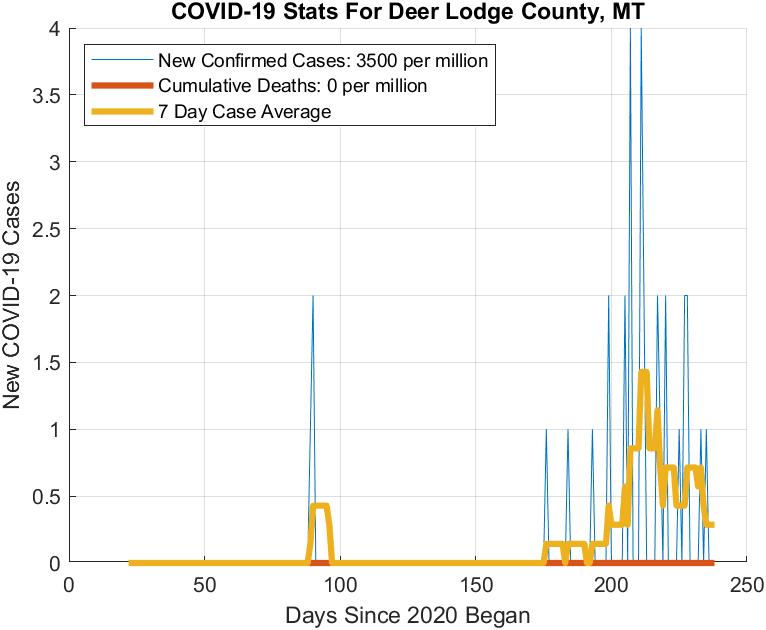 COVID-19 Stats For Deer Lodge County, MT
New Confirmed Cases: 3500 per million
Cumulative Deaths: 0 per million
7 Day Case Average
New COVID-19 Cases
4
3.5
3
2.5
2
1.5
1
0.5
0
0 50 100 150 200 250
Days Since 2020 Began